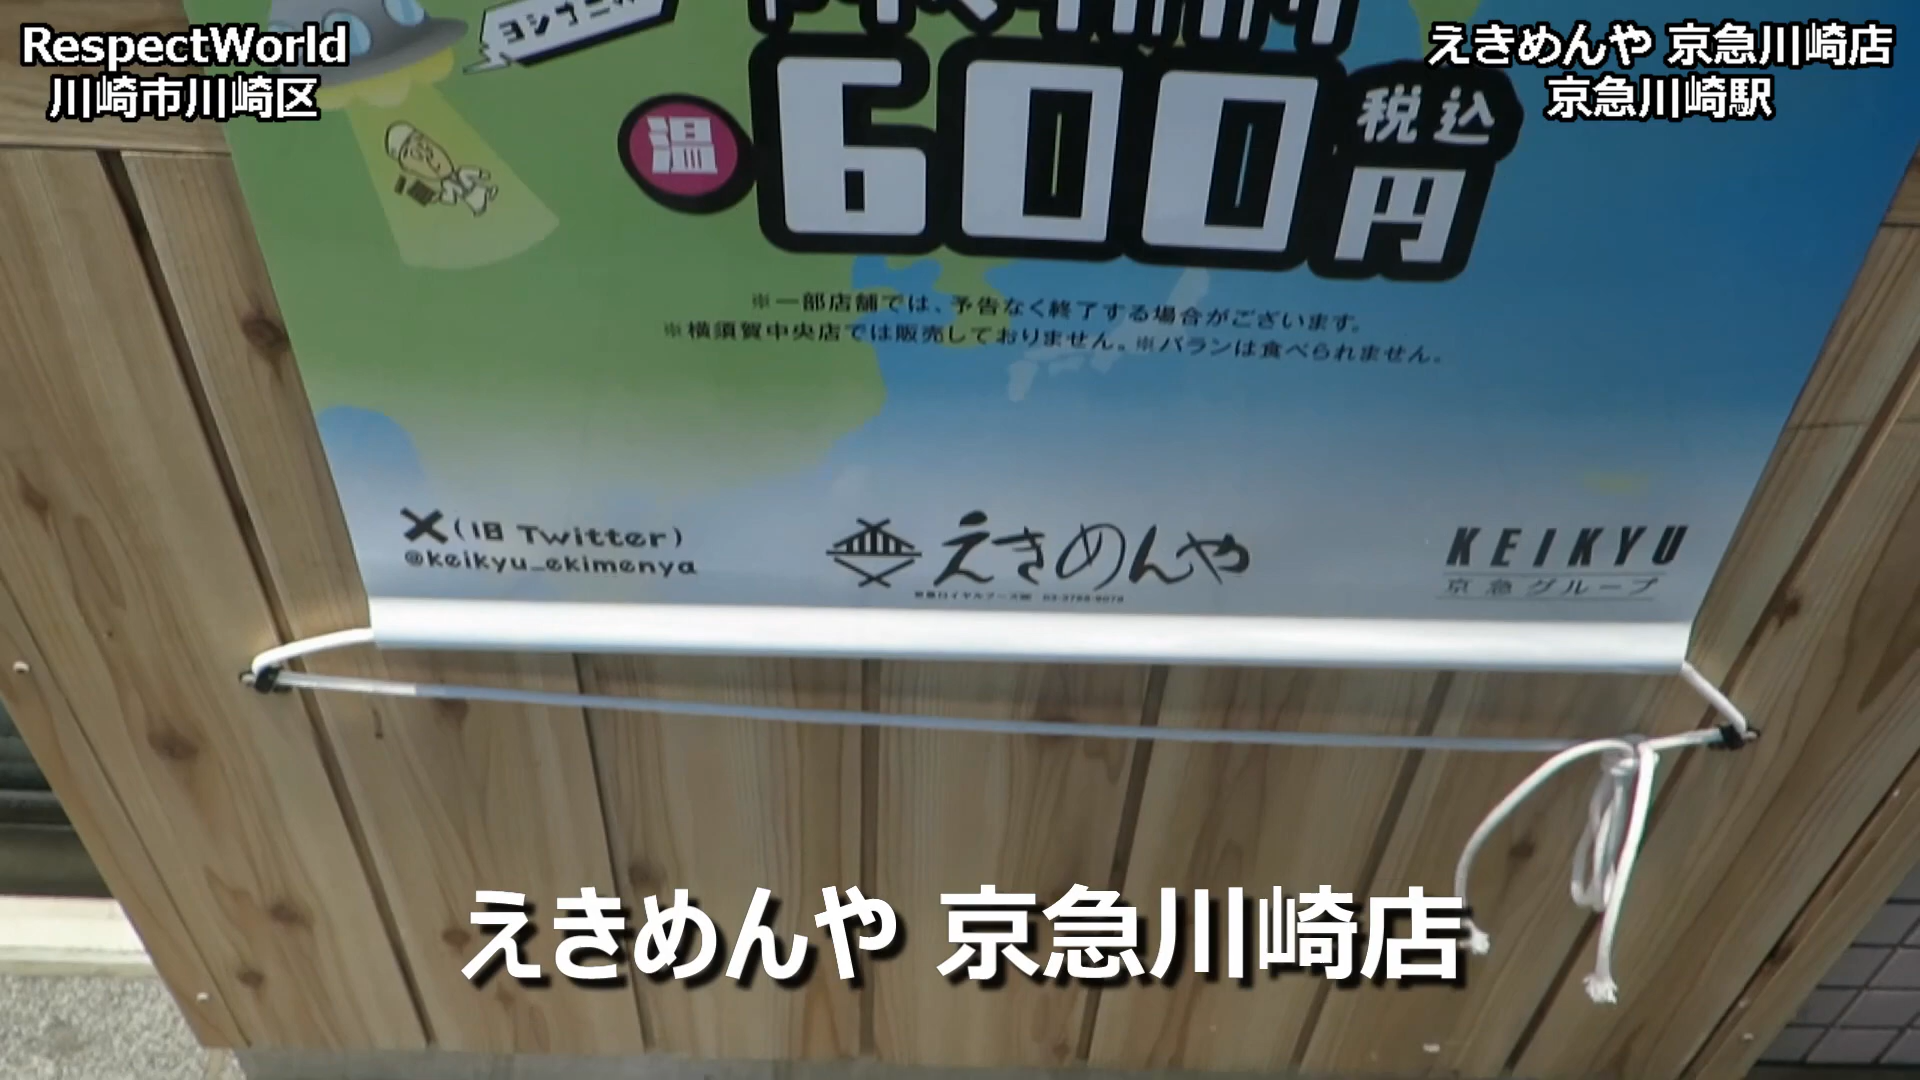 RespectWorld
川崎市川崎区
えきめんや 京急川崎店
京急川崎駅
温 600円 税込
※一部店舗では、予告なく終了する場合がございます。
※横須賀中央店では販売しておりません。※バランは食べられません。
X(旧 Twitter)
@keikyu_ekimenya
えきめんや
KEIKYU
京急グループ
えきめんや 京急川崎店